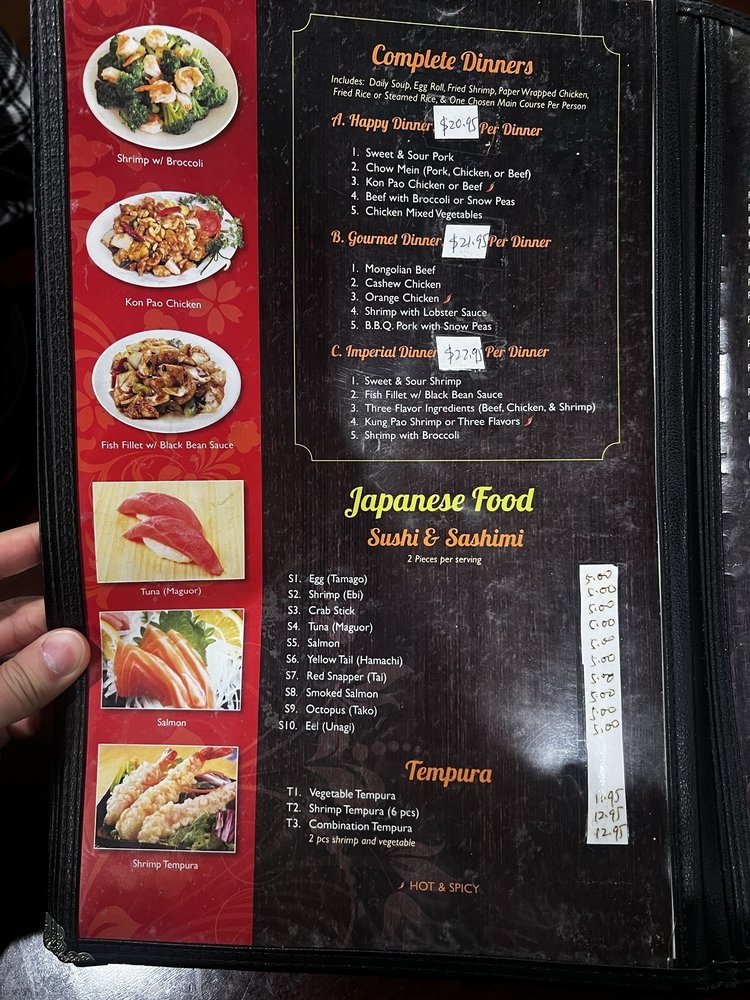 Complete Dinners
Includes: Daily Soup, Egg Roll, Fried Shrimp, Paper Wrapped Chicken,
Fried Rice or Steamed Rice, & One Chosen Main Course Per Person
A. Happy Dinner $20.95 Per Dinner
1. Sweet & Sour Pork
2. Chow Mein (Pork, Chicken, or Beef)
3. Kon Pao Chicken or Beef
4. Beef with Broccoli or Snow Peas
5. Chicken Mixed Vegetables
B. Gourmet Dinner $21.95 Per Dinner
1. Mongolian Beef
2. Cashew Chicken
3. Orange Chicken
4. Shrimp with Lobster Sauce
5. B.B.Q. Pork with Snow Peas
C. Imperial Dinner $22.95 Per Dinner
1. Sweet & Sour Shrimp
2. Fish Fillet w/ Black Bean Sauce
3. Three Flavor Ingredients (Beef, Chicken, & Shrimp)
4. Kung Pao Shrimp or Three Flavors
5. Shrimp with Broccoli
Japanese Food
Sushi & Sashimi
2 Pieces per serving
S1. Egg (Tamago) 5.00
S2. Shrimp (Ebi) 5.00
S3. Crab Stick 5.00
S4. Tuna (Maguor) 5.00
S5. Salmon 5.00
S6. Yellow Tail (Hamachi) 5.00
S7. Red Snapper (Tai) 5.00
S8. Smoked Salmon 5.00
S9. Octopus (Tako) 5.00
S10. Eel (Unagi) 5.00
Tempura
T1. Vegetable Tempura 11.95
T2. Shrimp Tempura (6 pcs) 12.95
T3. Combination Tempura 12.95
2 pcs shrimp and vegetable
HOT & SPICY
Shrimp w/ Broccoli
Kon Pao Chicken
Fish Fillet w/ Black Bean Sauce
Tuna (Maguor)
Salmon
Shrimp Tempura